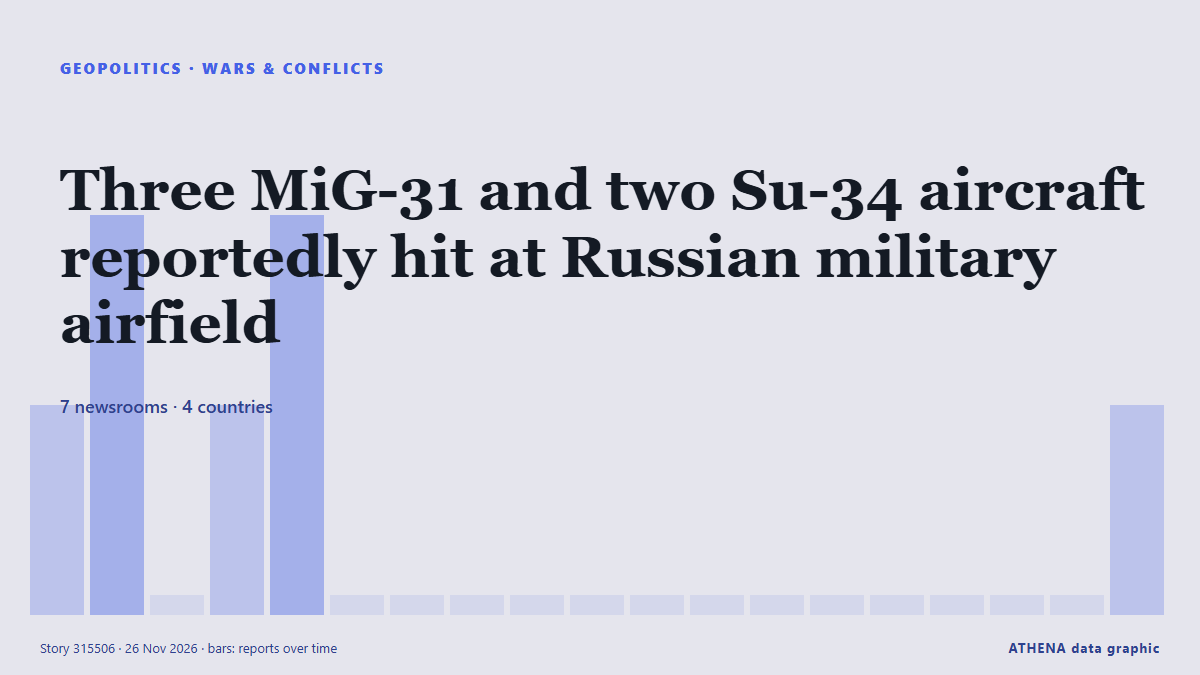 GEOPOLITICS · WARS & CONFLICTS
Three MiG-31 and two Su-34 aircraft
reportedly hit at Russian military
airfield
7 newsrooms · 4 countries
Story 315506 · 26 Nov 2026 · bars: reports over time
ATHENA data graphic